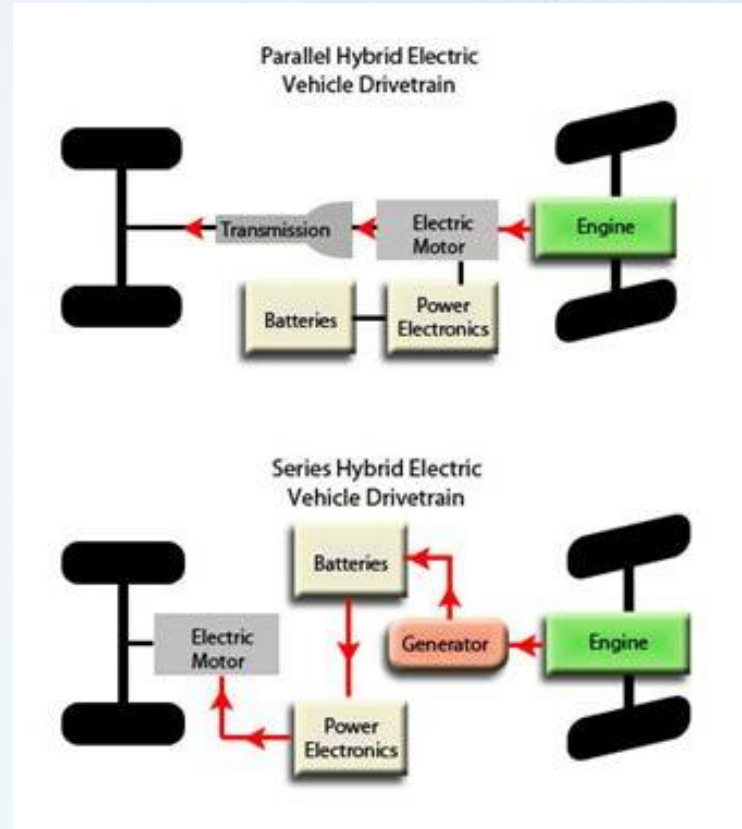 Parallel Hybrid Electric
Vehicle Drivetrain
Transmission
Electric
Motor
Engine
Batteries
Power
Electronics
Series Hybrid Electric
Vehicle Drivetrain
Batteries
Electric
Motor
Generator
Engine
Power
Electronics